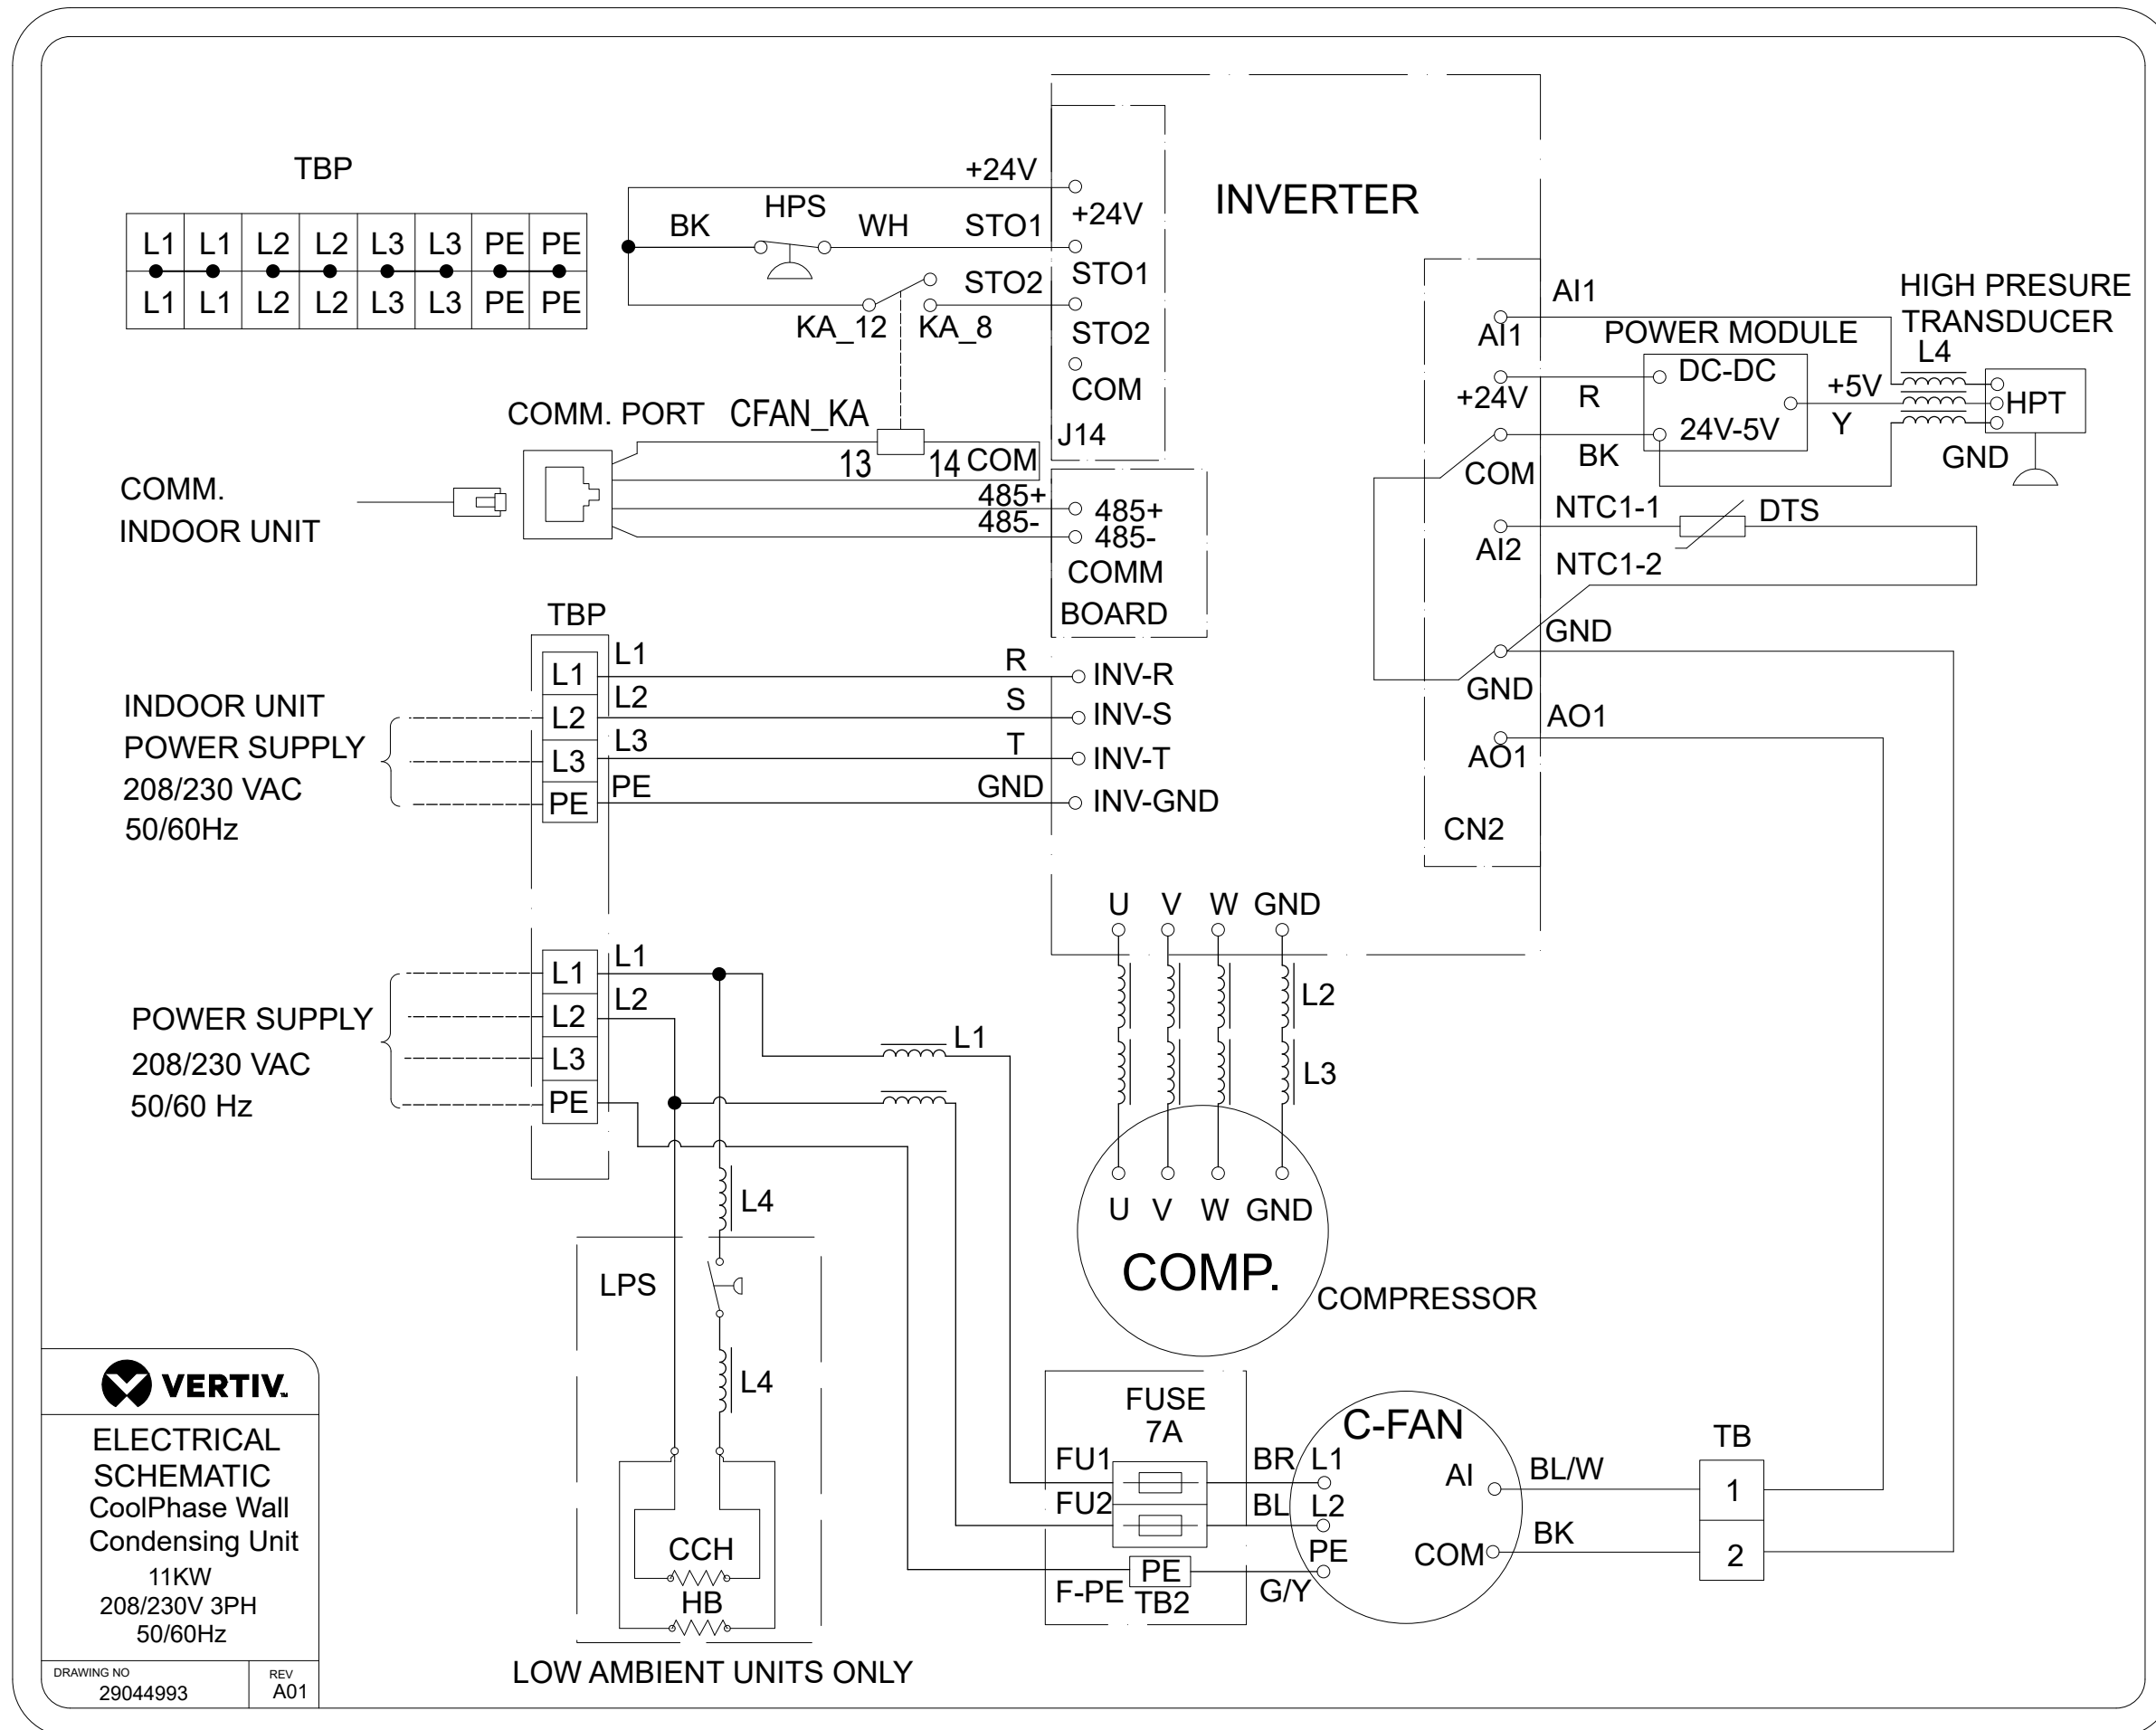 TBP
L1 L1 L2 L2 L3 L3 PE PE
L1 L1 L2 L2 L3 L3 PE PE
+24V
+24V
BK
HPS
WH
STO1
STO1
STO2
STO2
KA_12
KA_8
COM
J14
INVERTER
COMM. PORT
CFAN_KA
13
14
COM
COMM.
INDOOR UNIT
485+
485-
485+
485-
COMM
BOARD
AI1
AI1
POWER MODULE
DC-DC
24V-5V
+24V
R
COM
BK
+5V
Y
HIGH PRESURE
TRANSDUCER
L4
HPT
GND
NTC1-1
DTS
AI2
NTC1-2
GND
GND
AO1
AO1
CN2
TBP
INDOOR UNIT
POWER SUPPLY
208/230 VAC
50/60Hz
L1
L2
L3
PE
L1
L2
L3
PE
R
S
T
GND
INV-R
INV-S
INV-T
INV-GND
U V W GND
L2
L3
U V W GND
COMP.
COMPRESSOR
POWER SUPPLY
208/230 VAC
50/60 Hz
L1
L2
L3
PE
L1
L2
L1
L4
LPS
L4
CCH
HB
LOW AMBIENT UNITS ONLY
FUSE
7A
FU1
FU2
F-PE
PE
TB2
BR
BL
G/Y
L1
L2
PE
C-FAN
AI
COM
BL/W
BK
TB
1
2
VERTIV™
ELECTRICAL
SCHEMATIC
CoolPhase Wall
Condensing Unit
11KW
208/230V 3PH
50/60Hz
DRAWING NO
29044993
REV
A01